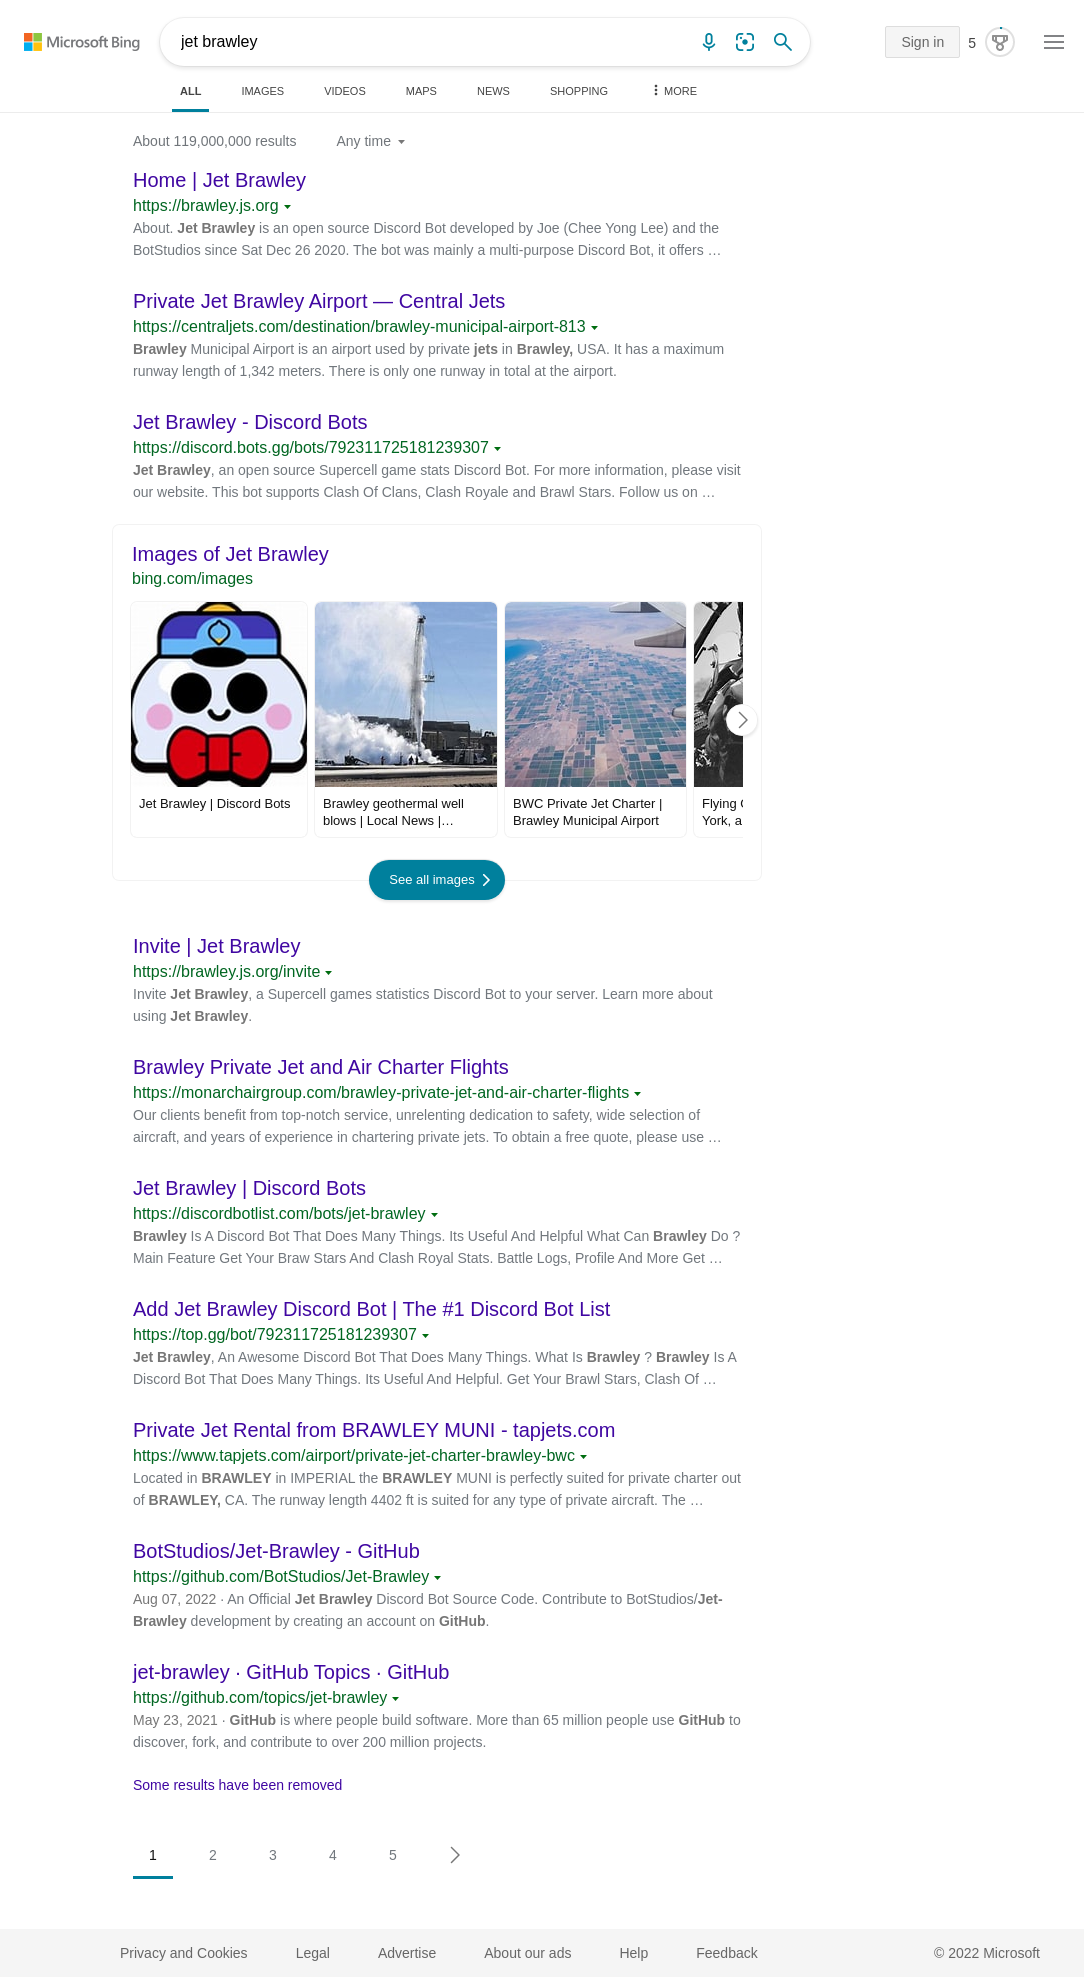 Microsoft Bing
jet brawley
Sign in
5
ALL
IMAGES
VIDEOS
MAPS
NEWS
SHOPPING
MORE
About 119,000,000 results
Any time
Home | Jet Brawley
https://brawley.js.org
About. Jet Brawley is an open source Discord Bot developed by Joe (Chee Yong Lee) and the
BotStudios since Sat Dec 26 2020. The bot was mainly a multi-purpose Discord Bot, it offers …
Private Jet Brawley Airport — Central Jets
https://centraljets.com/destination/brawley-municipal-airport-813
Brawley Municipal Airport is an airport used by private jets in Brawley, USA. It has a maximum
runway length of 1,342 meters. There is only one runway in total at the airport.
Jet Brawley - Discord Bots
https://discord.bots.gg/bots/792311725181239307
Jet Brawley, an open source Supercell game stats Discord Bot. For more information, please visit
our website. This bot supports Clash Of Clans, Clash Royale and Brawl Stars. Follow us on …
Images of Jet Brawley
bing.com/images
Jet Brawley | Discord Bots
Brawley geothermal well
blows | Local News |…
BWC Private Jet Charter |
Brawley Municipal Airport
Flying
York, a
See all images
Invite | Jet Brawley
https://brawley.js.org/invite
Invite Jet Brawley, a Supercell games statistics Discord Bot to your server. Learn more about
using Jet Brawley.
Brawley Private Jet and Air Charter Flights
https://monarchairgroup.com/brawley-private-jet-and-air-charter-flights
Our clients benefit from top-notch service, unrelenting dedication to safety, wide selection of
aircraft, and years of experience in chartering private jets. To obtain a free quote, please use …
Jet Brawley | Discord Bots
https://discordbotlist.com/bots/jet-brawley
Brawley Is A Discord Bot That Does Many Things. Its Useful And Helpful What Can Brawley Do ?
Main Feature Get Your Braw Stars And Clash Royal Stats. Battle Logs, Profile And More Get …
Add Jet Brawley Discord Bot | The #1 Discord Bot List
https://top.gg/bot/792311725181239307
Jet Brawley, An Awesome Discord Bot That Does Many Things. What Is Brawley ? Brawley Is A
Discord Bot That Does Many Things. Its Useful And Helpful. Get Your Brawl Stars, Clash Of …
Private Jet Rental from BRAWLEY MUNI - tapjets.com
https://www.tapjets.com/airport/private-jet-charter-brawley-bwc
Located in BRAWLEY in IMPERIAL the BRAWLEY MUNI is perfectly suited for private charter out
of BRAWLEY, CA. The runway length 4402 ft is suited for any type of private aircraft. The …
BotStudios/Jet-Brawley - GitHub
https://github.com/BotStudios/Jet-Brawley
Aug 07, 2022 · An Official Jet Brawley Discord Bot Source Code. Contribute to BotStudios/Jet-
Brawley development by creating an account on GitHub.
jet-brawley · GitHub Topics · GitHub
https://github.com/topics/jet-brawley
May 23, 2021 · GitHub is where people build software. More than 65 million people use GitHub to
discover, fork, and contribute to over 200 million projects.
Some results have been removed
1
2
3
4
5
Privacy and Cookies
Legal
Advertise
About our ads
Help
Feedback
© 2022 Microsoft